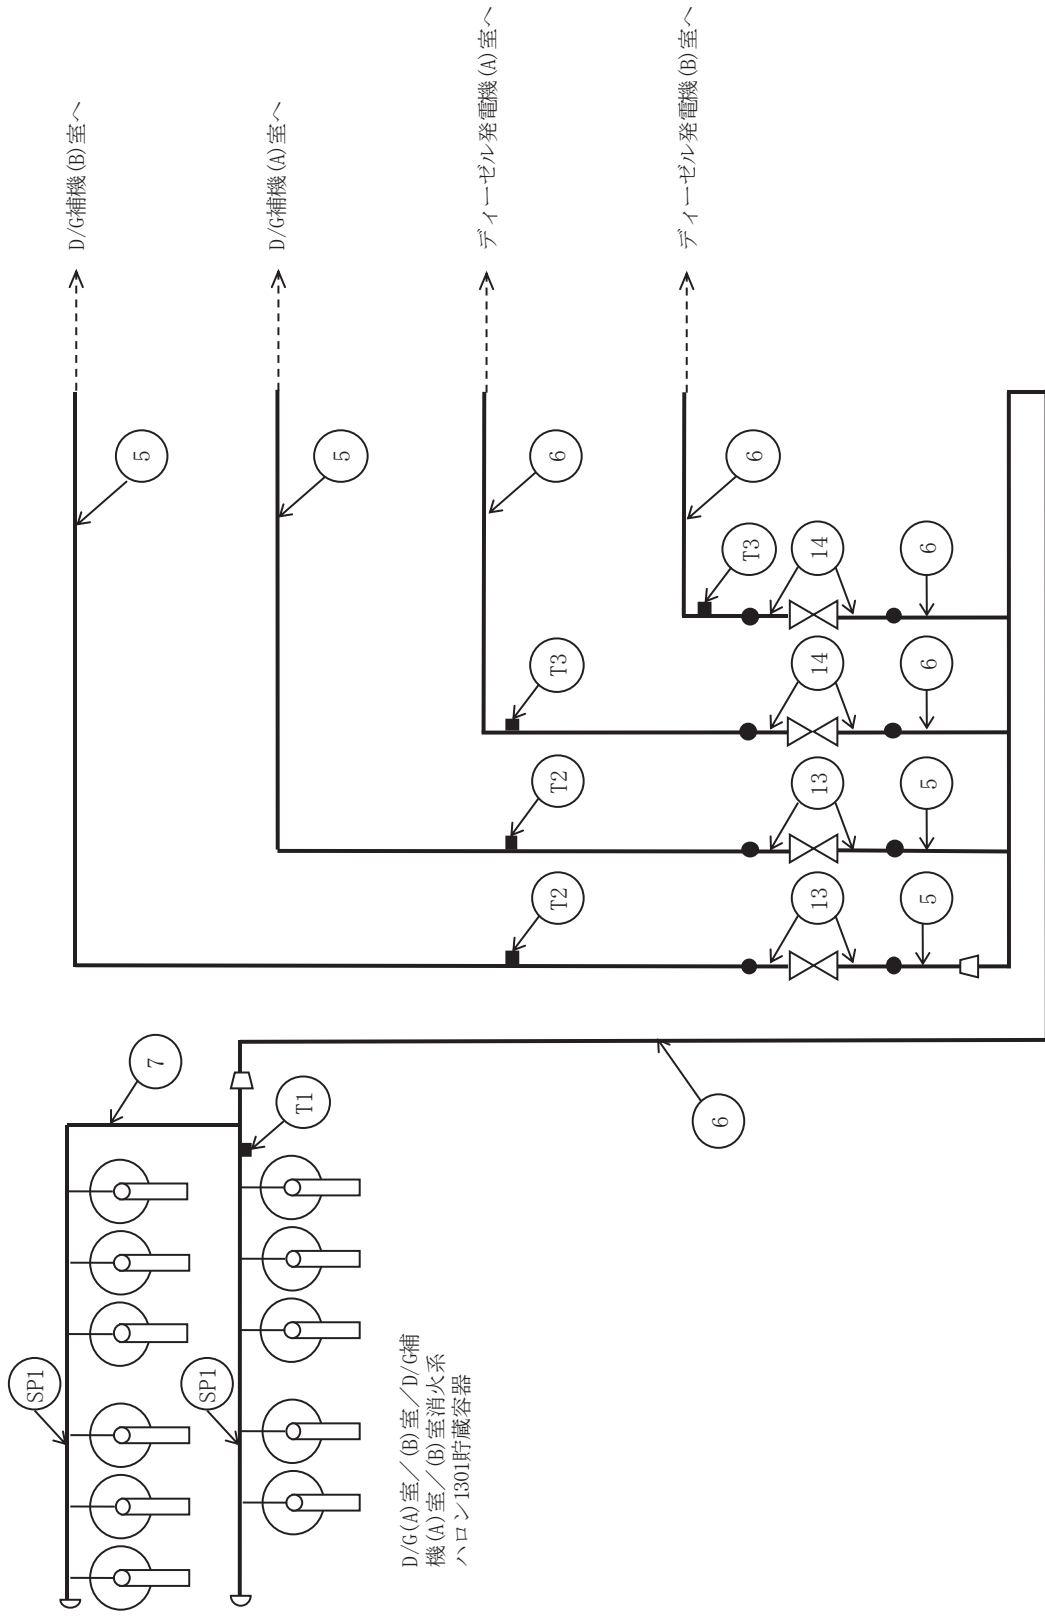 D/G補機(B)室へ
D/G補機(A)室へ
ディーゼル発電機(A)室へ
ディーゼル発電機(B)室へ
5
5
6
6
T3
14
6
T3
14
6
T2
13
5
T2
13
5
7
T1
6
SP1
SP1
D/G(A)室/(B)室/D/G補
機(A)室/(B)室消火系
ハロン1301貯蔵容器